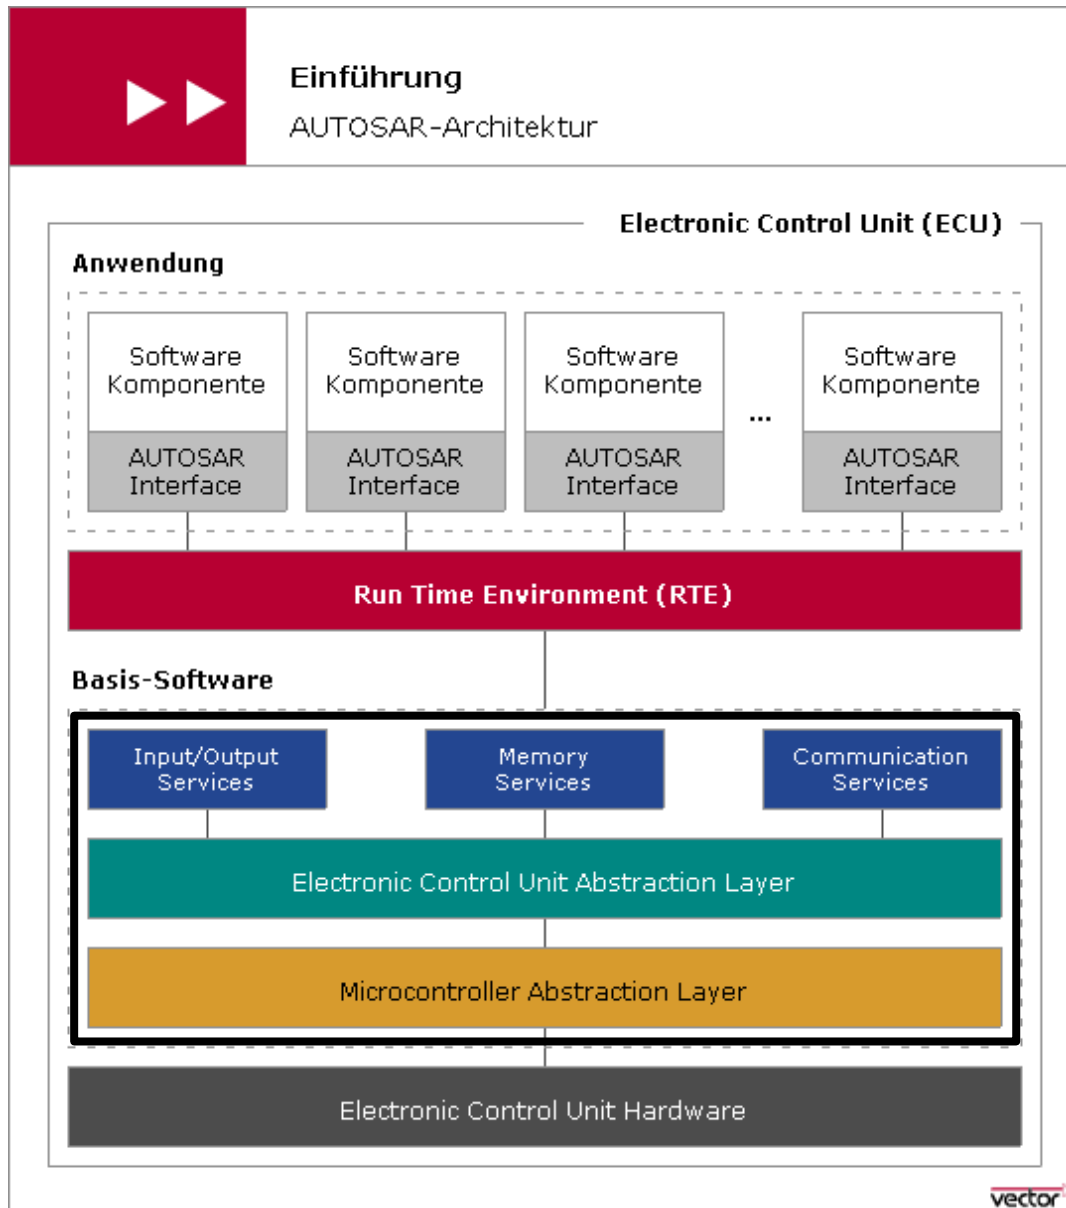 Einführung
AUTOSAR-Architektur
Electronic Control Unit (ECU)
Anwendung
Software
Komponente
AUTOSAR
Interface
Software
Komponente
AUTOSAR
Interface
Software
Komponente
AUTOSAR
Interface
...
Software
Komponente
AUTOSAR
Interface
Run Time Environment (RTE)
Basis-Software
Input/Output
Services
Memory
Services
Communication
Services
Electronic Control Unit Abstraction Layer
Microcontroller Abstraction Layer
Electronic Control Unit Hardware
vector